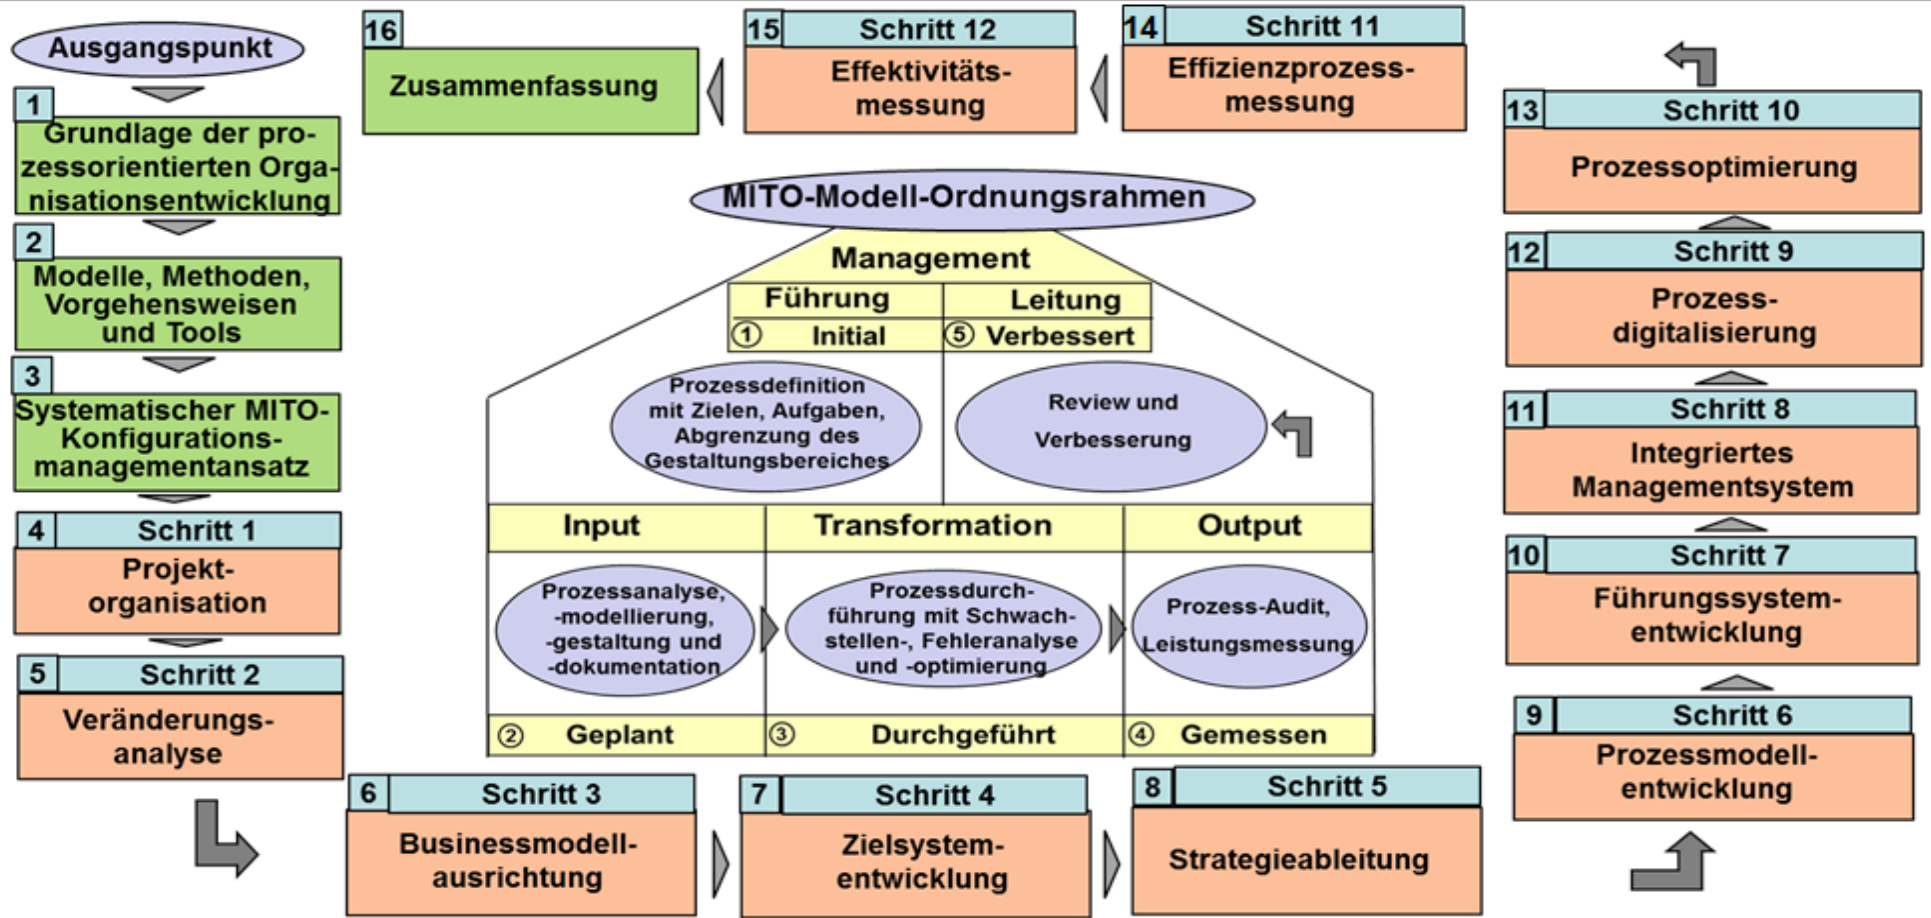 Ausgangspunkt
1
Grundlage der pro-
zessorientierten Orga-
nisationsentwicklung
2
Modelle, Methoden,
Vorgehensweisen
und Tools
3
Systematischer MITO-
Konfigurations-
managementansatz
4 Schritt 1
Projekt-
organisation
5 Schritt 2
Veränderungs-
analyse
6 Schritt 3
Businessmodell-
ausrichtung
7 Schritt 4
Zielsystem-
entwicklung
8 Schritt 5
Strategieableitung
9 Schritt 6
Prozessmodell-
entwicklung
10 Schritt 7
Führungssystem-
entwicklung
11 Schritt 8
Integriertes
Managementsystem
12 Schritt 9
Prozess-
digitalisierung
13 Schritt 10
Prozessoptimierung
14 Schritt 11
Effizienzprozess-
messung
15 Schritt 12
Effektivitäts-
messung
16
Zusammenfassung
MITO-Modell-Ordnungsrahmen
Management
Führung
Leitung
1 Initial
5 Verbessert
Prozessdefinition
mit Zielen, Aufgaben,
Abgrenzung des
Gestaltungsbereiches
Review und
Verbesserung
Input
Transformation
Output
Prozessanalyse,
-modellierung,
-gestaltung und
-dokumentation
Prozessdurch-
führung mit Schwach-
stellen-, Fehleranalyse
und -optimierung
Prozess-Audit,
Leistungsmessung
2 Geplant
3 Durchgeführt
4 Gemessen